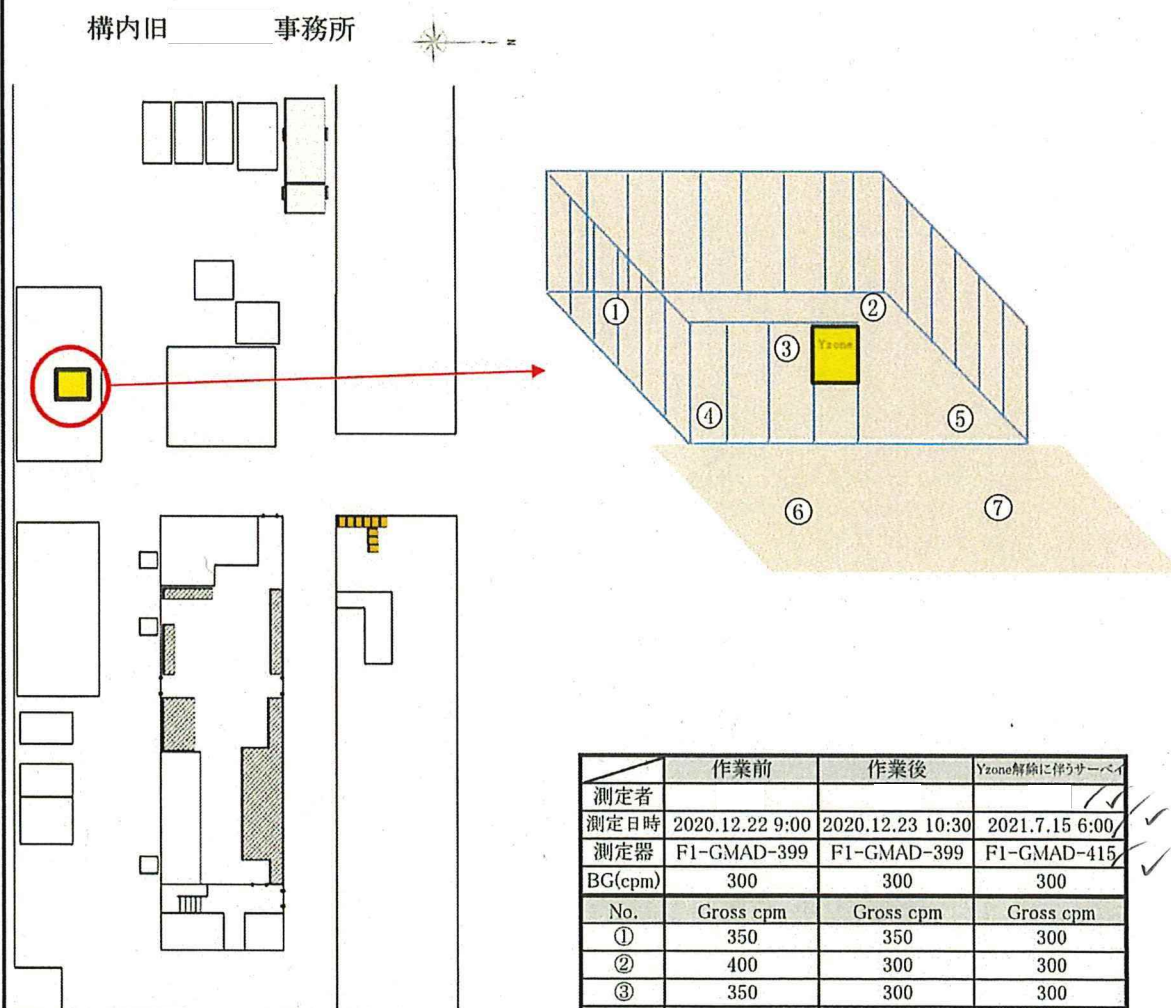 構内旧 事務所
N
① ②
③ Yzone
④ ⑤
⑥ ⑦
作業前 作業後 Yzone解除に伴うサーベイ
測定者
測定日時 2020.12.22 9:00 2020.12.23 10:30 2021.7.15 6:00
測定器 F1-GMAD-399 F1-GMAD-399 F1-GMAD-415
BG(cpm) 300 300 300
No. Gross cpm Gross cpm Gross cpm
① 350 350 300
② 400 300 300
③ 350 300 300